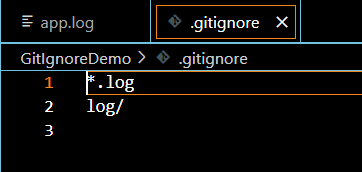 app.log .gitignore
GitIgnoreDemo > .gitignore
1 *.log
2 log/
3